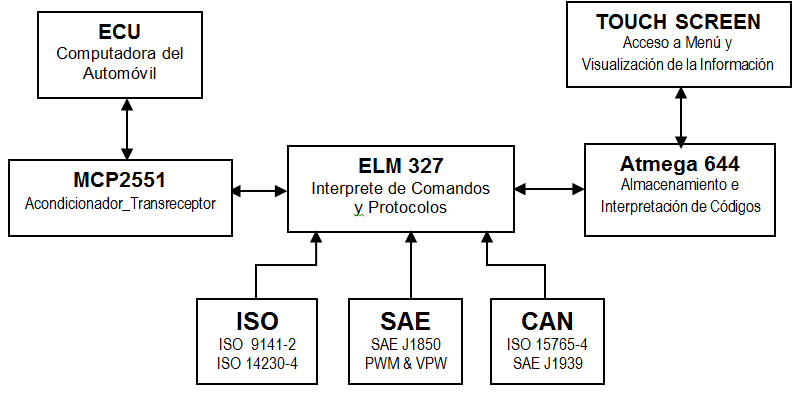 ECU
Computadora del
Automóvil
TOUCH SCREEN
Acceso a Menú y
Visualización de la Información
MCP2551
Acondicionador_Transreceptor
ELM 327
Interprete de Comandos
y Protocolos
Atmega 644
Almacenamiento e
Interpretación de Códigos
ISO
ISO 9141-2
ISO 14230-4
SAE
SAE J1850
PWM & VPW
CAN
ISO 15765-4
SAE J1939